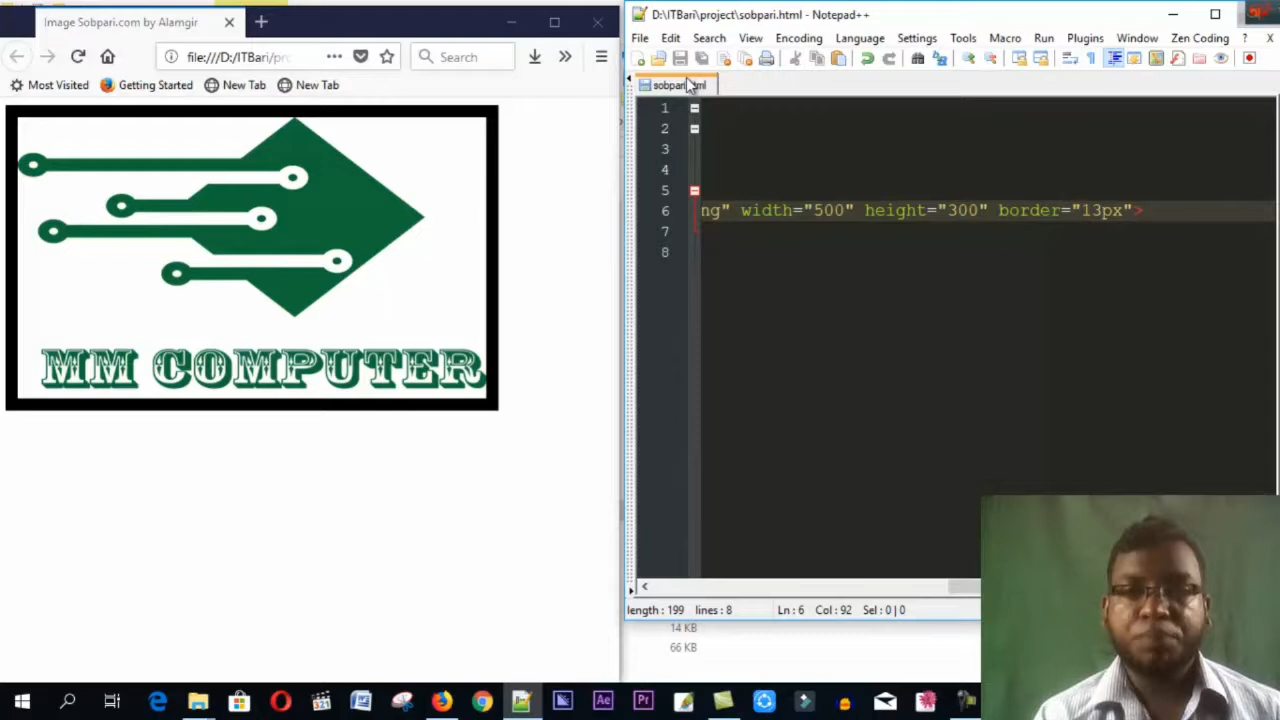 Image Sobpari.com by Alamgir
file:///D:/ITBari/pro
Search
Most Visited
Getting Started
New Tab
New Tab
MM COMPUTER
D:\ITBari\project\sobpari.html - Notepad++
File Edit Search View Encoding Language Settings Tools Macro Run Plugins Window Zen Coding ? X
1
2
3
4
5
6 ng" width="500" height="300" border="13px">
7
8
length : 199 lines : 8 Ln : 6 Col : 92 Sel : 0 | 0
14 KB
66 KB
321
Ae
Pr